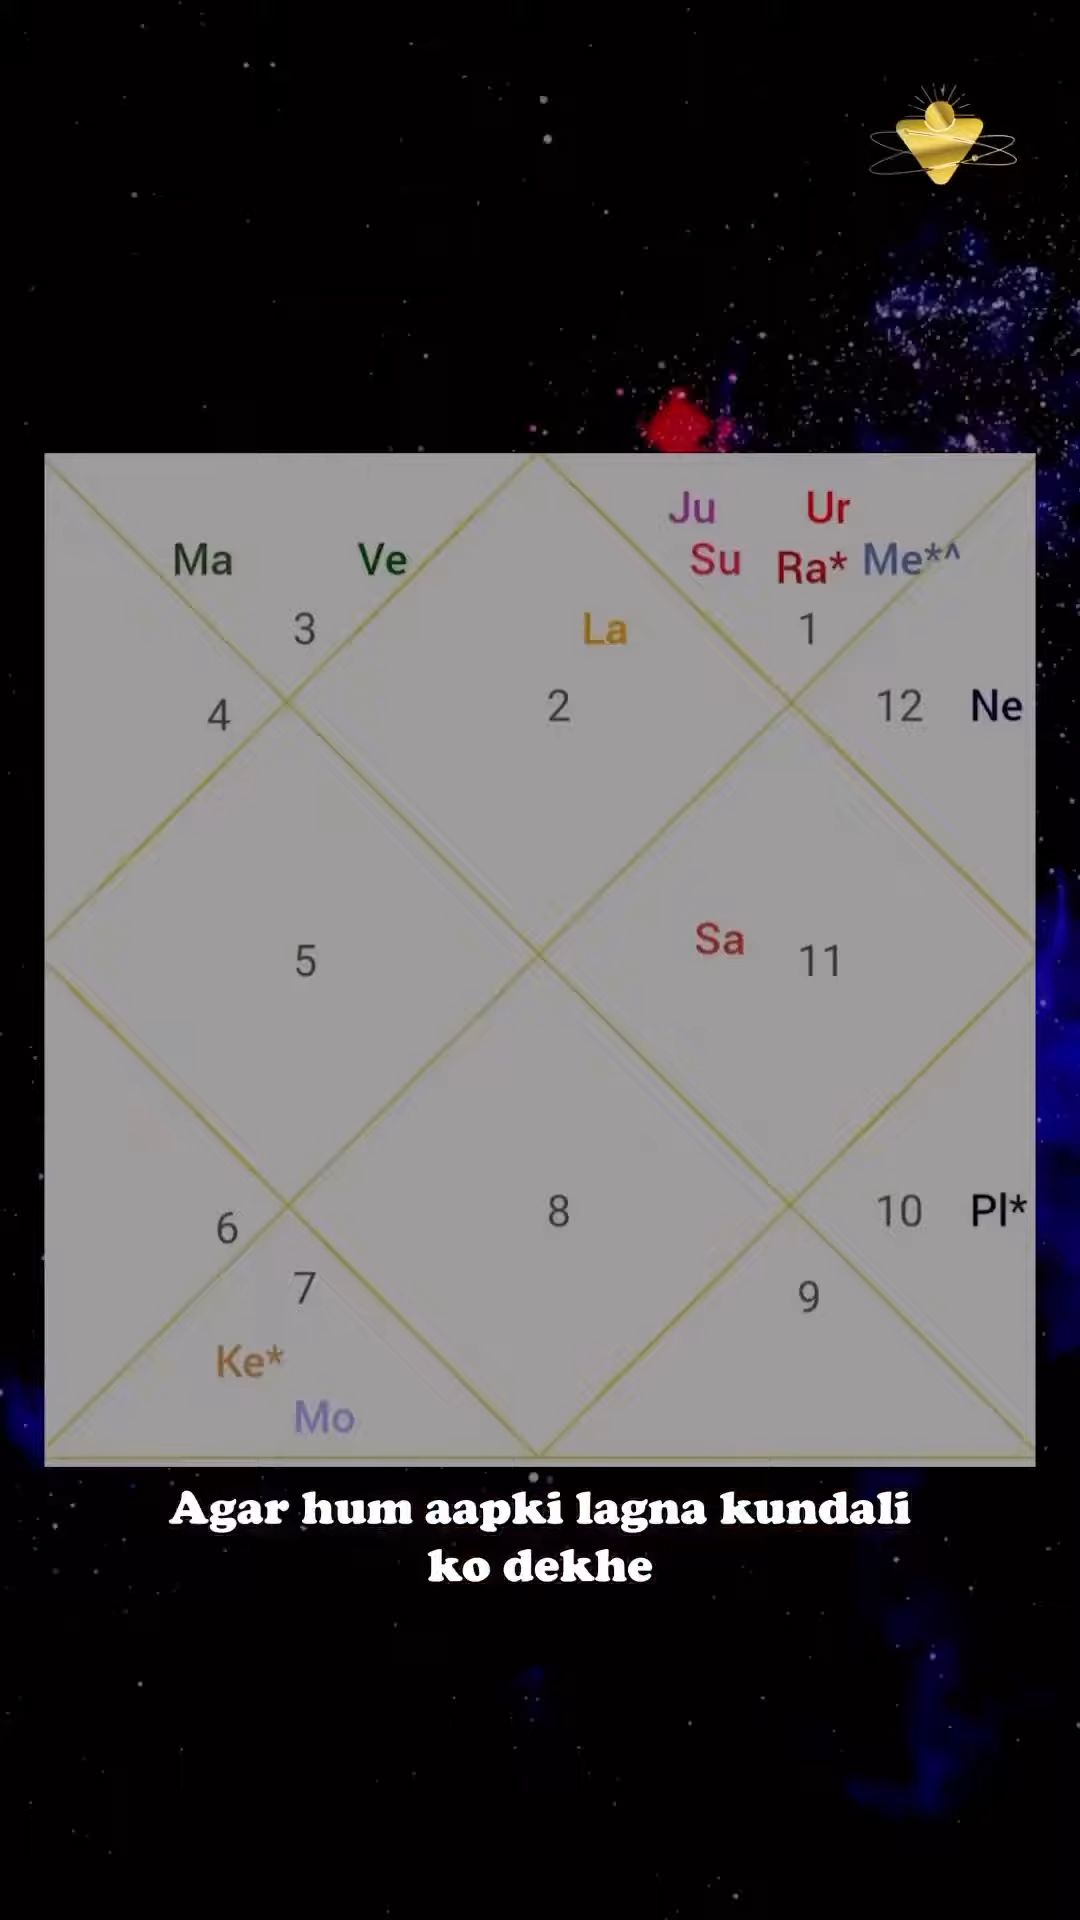 Ju Ur
Ma Ve Su Ra* Me*^
3 La 1
4 2 12 Ne
5 Sa 11
6 8 10 Pl*
7 9
Ke*
Mo
Agar hum aapki lagna kundali
ko dekhe